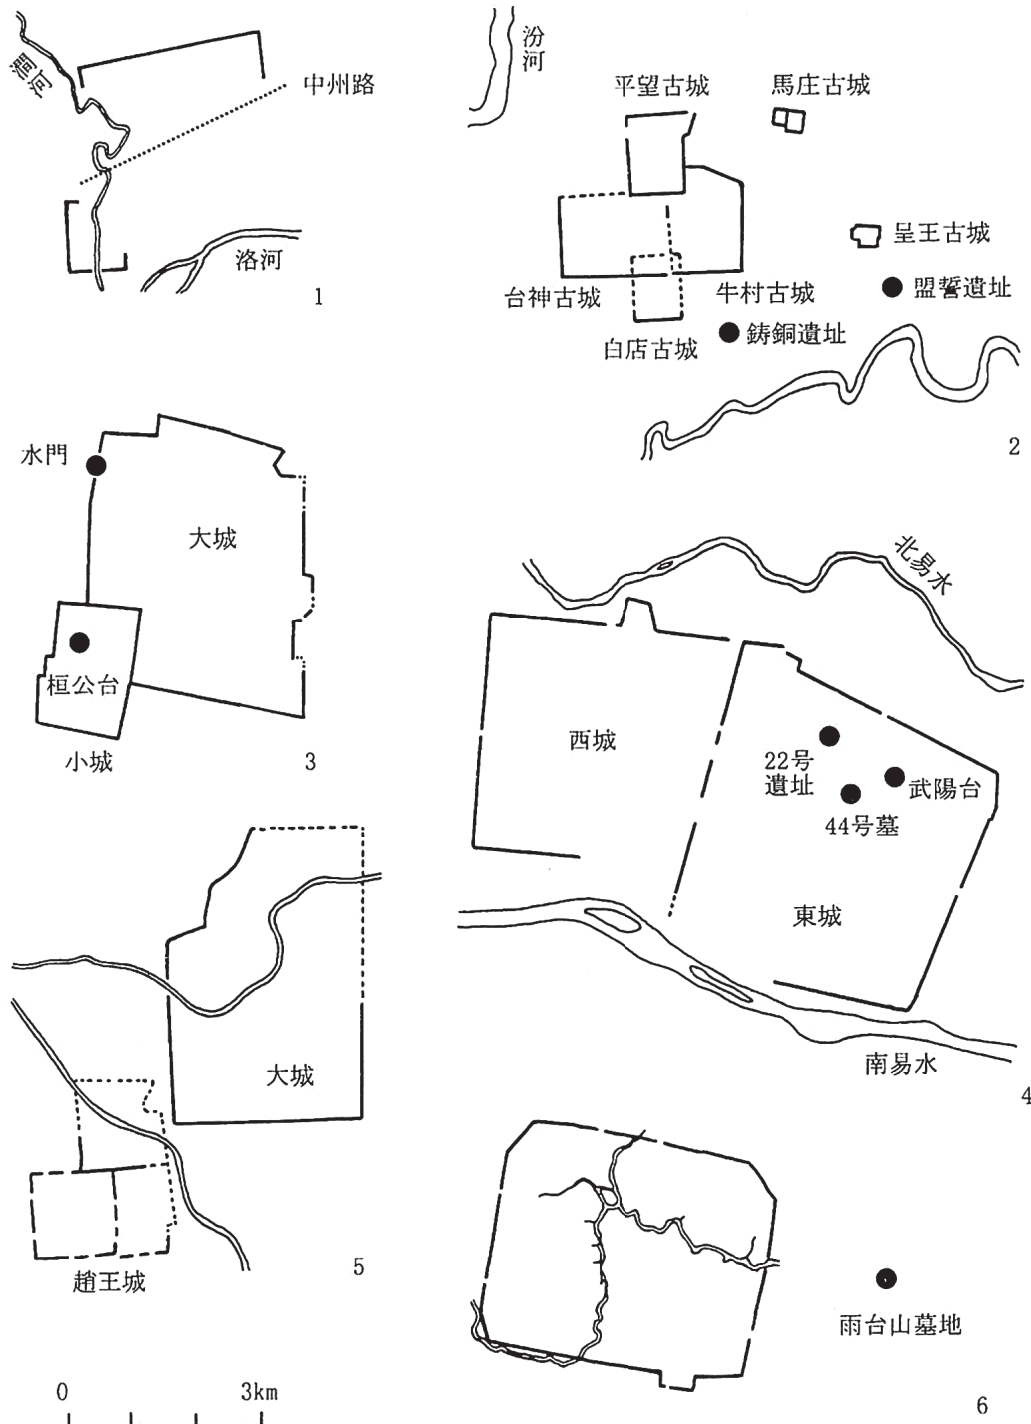 澗河
中州路
洛河
1
汾河
平望古城
馬庄古城
呈王古城
台神古城
牛村古城
盟誓遺址
白店古城
鋳銅遺址
2
水門
大城
桓公台
小城
3
北易水
西城
22号
遺址
武陽台
44号墓
東城
南易水
4
大城
趙王城
5
雨台山墓地
6
0 3km